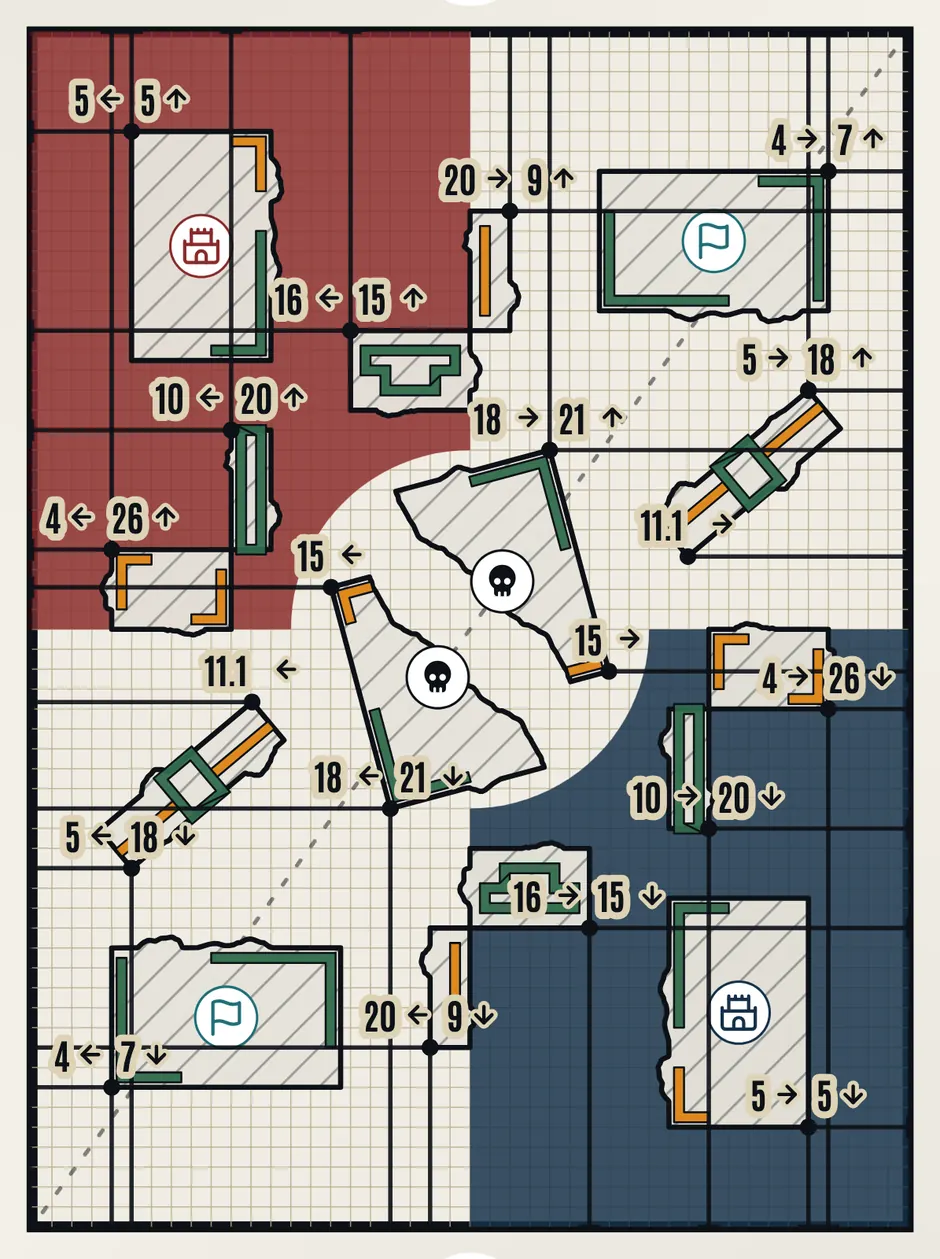 5 ← 5 ↑
4 → 7 ↑
20 → 9 ↑
16 ← 15 ↑
5 → 18 ↑
10 ← 20 ↑
18 → 21 ↑
4 ← 26 ↑
11.1 →
15 ←
15 →
11.1 ←
4 → 26 ↓
18 ← 21 ↓
10 → 20 ↓
5 ← 18 ↓
16 → 15 ↓
20 ← 9 ↓
4 ← 7 ↓
5 → 5 ↓